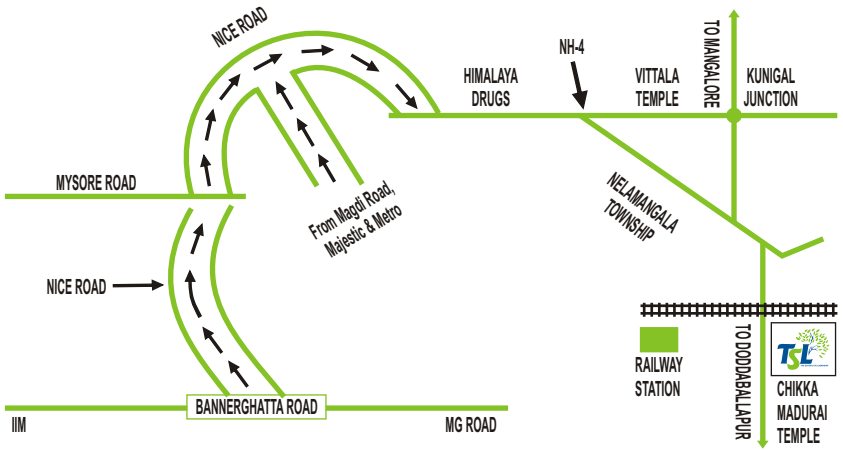 NICE ROAD
NH-4
HIMALAYA
DRUGS
VITTALA
TEMPLE
TO MANGALORE
KUNIGAL
JUNCTION
MYSORE ROAD
From Magdi Road,
Majestic & Metro
NELAMANGALA
TOWNSHIP
NICE ROAD
RAILWAY
STATION
TO DODDABALLAPUR
TSL
CHIKKA
MADURAI
TEMPLE
BANNERGHATTA ROAD
IIM
MG ROAD